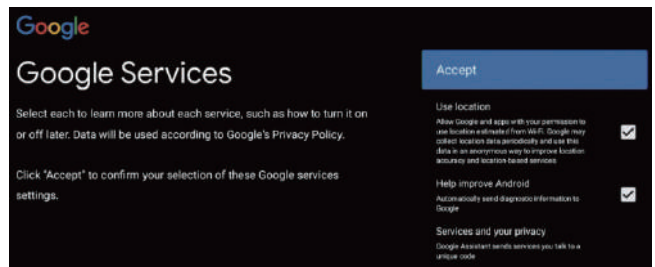 Google
Google Services
Select each to learn more about each service, such as how to turn it on
or off later. Data will be used according to Google's Privacy Policy.
Click "Accept" to confirm your selection of these Google services
settings.
Accept
Use location
Allow Google and apps with your permission to
use location estimated from Wi-Fi. Google may
collect location data periodically and use this
data in an anonymous way to improve location
accuracy and location-based services
Help improve Android
Automatically send diagnostic information to
Google
Services and your privacy
Google Assistant sends services you talk to a
unique code